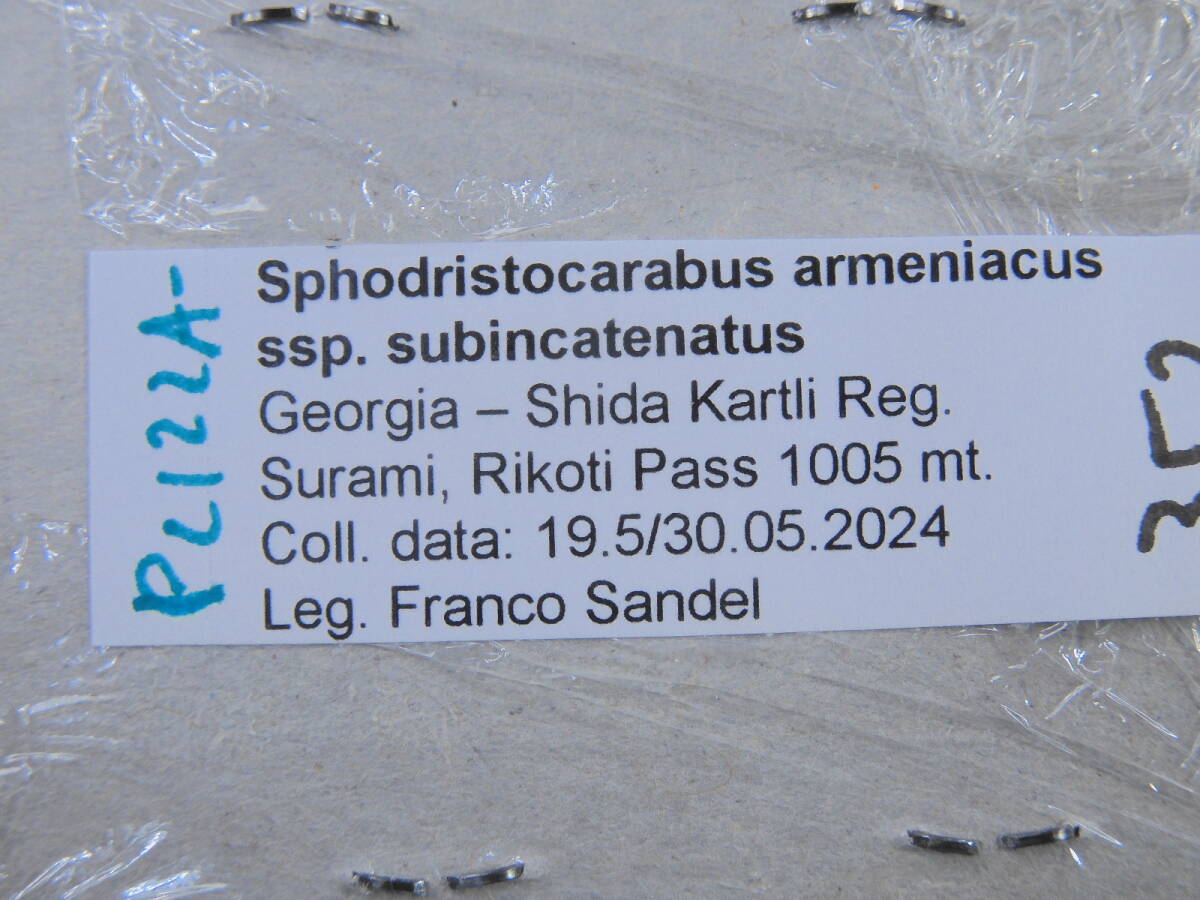 Sphodristocarabus armeniacus
ssp. subincatenatus
Georgia – Shida Kartli Reg.
Surami, Rikoti Pass 1005 mt.
Coll. data: 19.5/30.05.2024
Leg. Franco Sandel
PL122A-